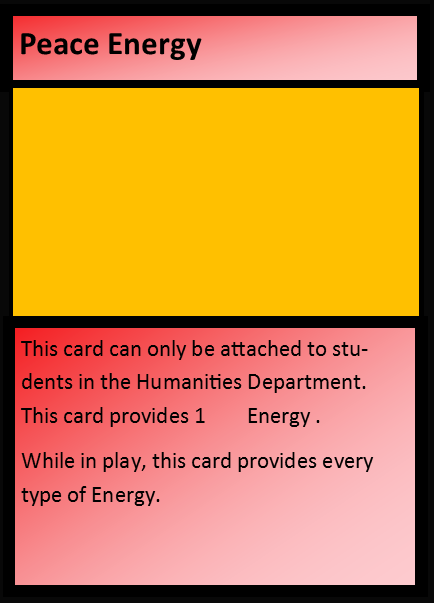 Peace Energy
This card can only be attached to stu-
dents in the Humanities Department.
This card provides 1 Energy .
While in play, this card provides every
type of Energy.